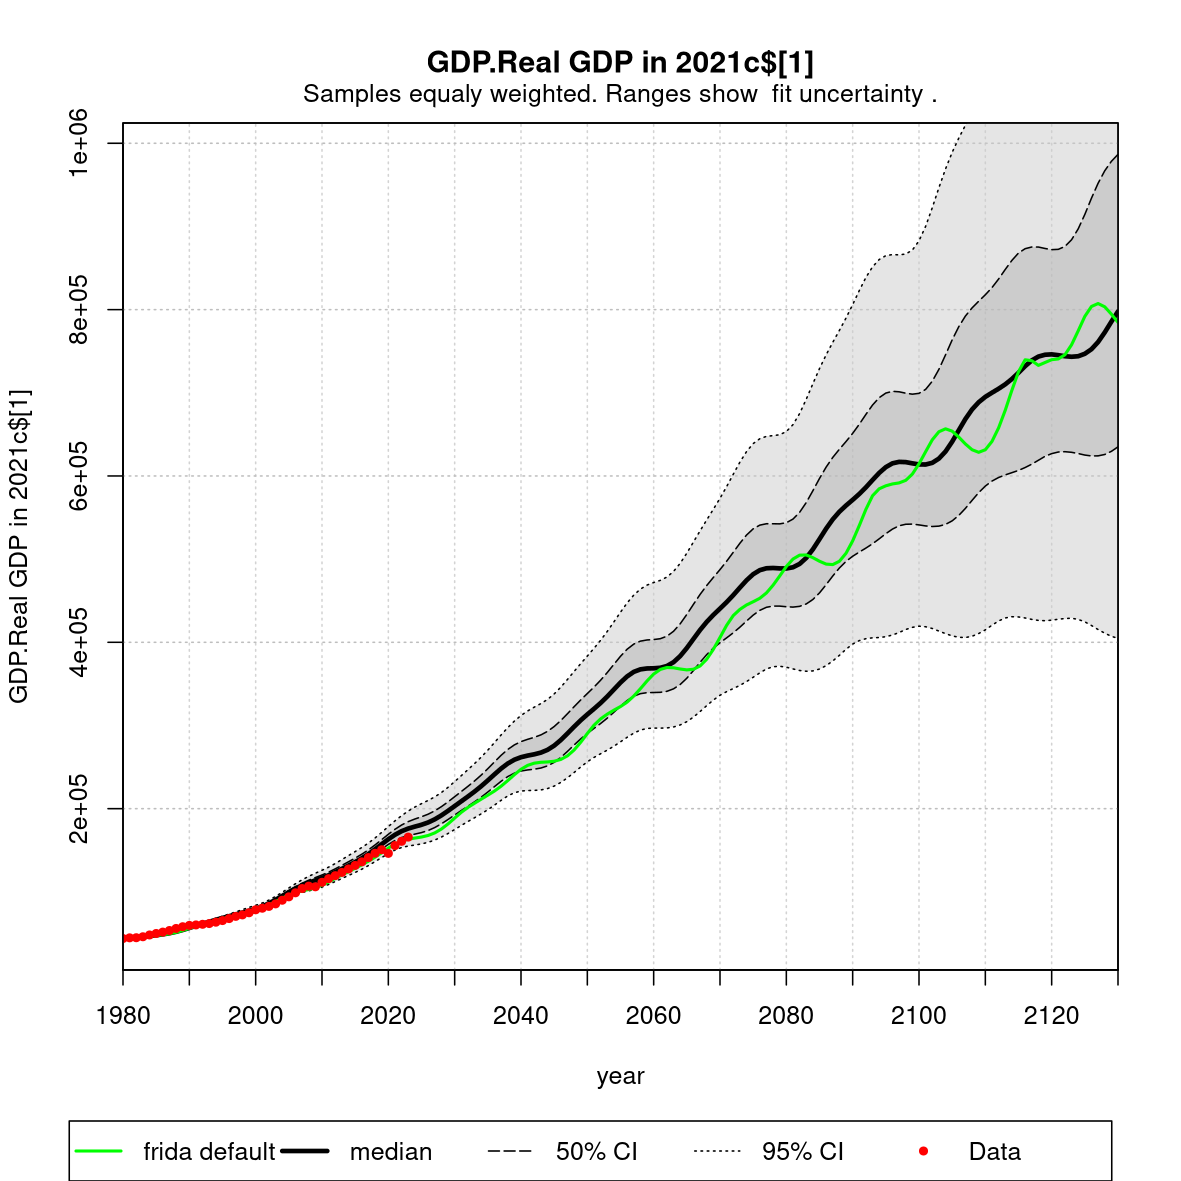 GDP.Real GDP in 2021c$[1]
Samples equaly weighted. Ranges show  fit uncertainty .
GDP.Real GDP in 2021c$[1]
1e+06
8e+05
6e+05
4e+05
2e+05
1980 2000 2020 2040 2060 2080 2100 2120
year
frida default median 50% CI 95% CI Data